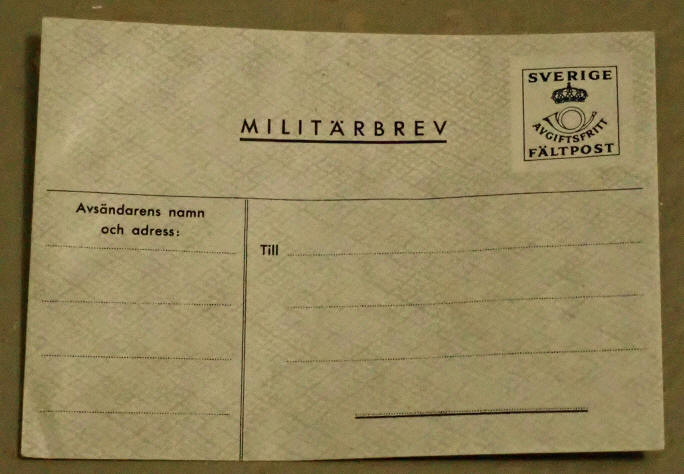 SVERIGE
AVGIFTSFRITT
FÄLTPOST
MILITÄRBREV
Avsändarens namn
och adress:
Till